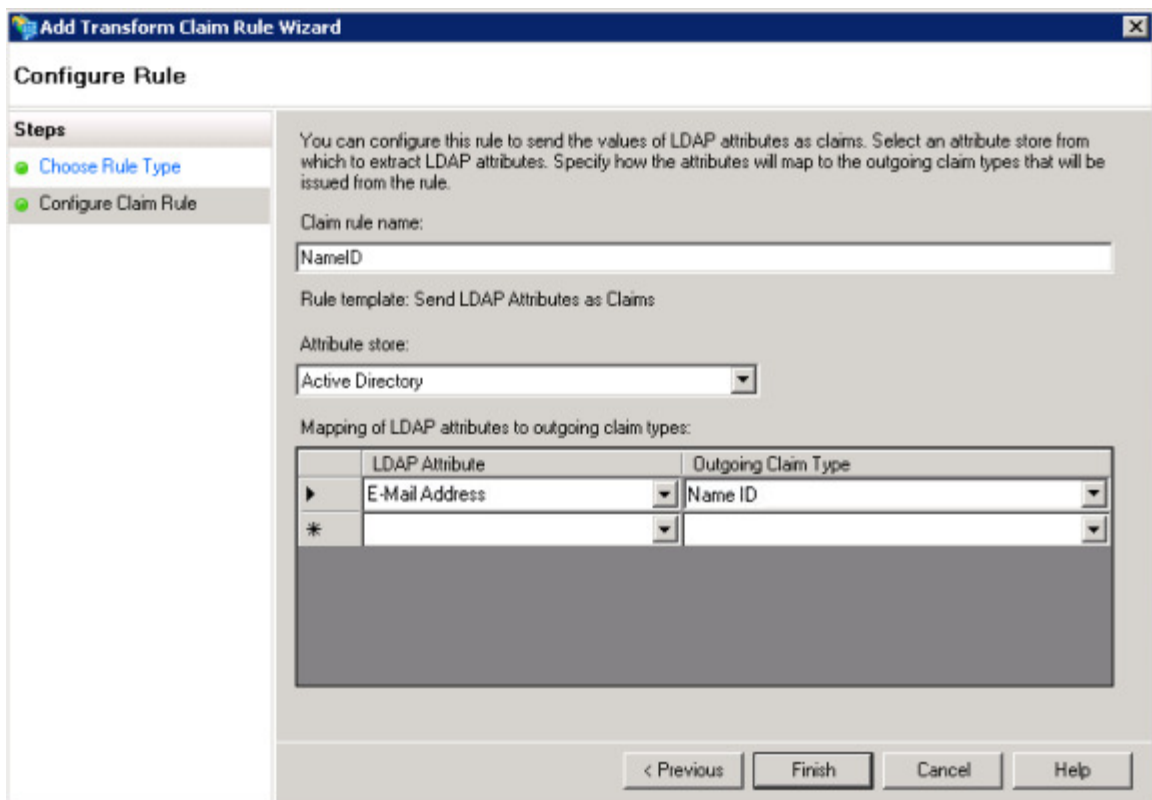 Add Transform Claim Rule Wizard
Configure Rule
Steps
Choose Rule Type
Configure Claim Rule
You can configure this rule to send the values of LDAP attributes as claims. Select an attribute store from
which to extract LDAP attributes. Specify how the attributes will map to the outgoing claim types that will be
issued from the rule.
Claim rule name:
NameID
Rule template: Send LDAP Attributes as Claims
Attribute store:
Active Directory
Mapping of LDAP attributes to outgoing claim types:
LDAP Attribute Outgoing Claim Type
E-Mail Address Name ID
< Previous Finish Cancel Help